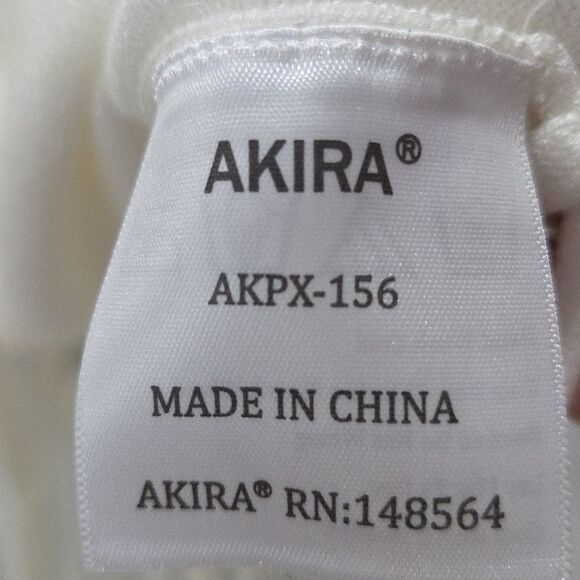 AKIRA®
AKPX-156
MADE IN CHINA
AKIRA® RN:148564